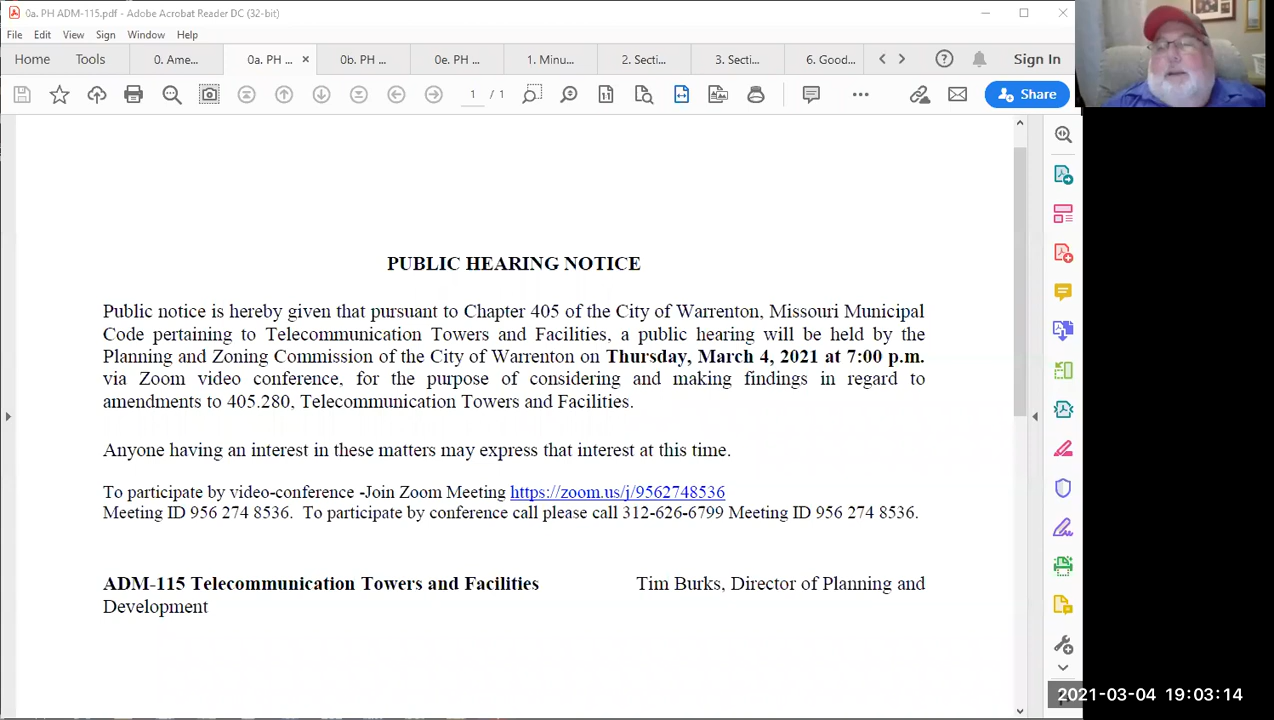 0a. PH ADM-115.pdf - Adobe Acrobat Reader DC (32-bit)
File Edit View Sign Window Help
Home Tools 0. Ame... 0a. PH ... × 0b. PH ... 0e. PH ... 1. Minu... 2. Secti... 3. Secti... 6. Good... Sign In
1 / 1 Share
PUBLIC HEARING NOTICE
Public notice is hereby given that pursuant to Chapter 405 of the City of Warrenton, Missouri Municipal
Code pertaining to Telecommunication Towers and Facilities, a public hearing will be held by the
Planning and Zoning Commission of the City of Warrenton on Thursday, March 4, 2021 at 7:00 p.m.
via Zoom video conference, for the purpose of considering and making findings in regard to
amendments to 405.280, Telecommunication Towers and Facilities.
Anyone having an interest in these matters may express that interest at this time.
To participate by video-conference -Join Zoom Meeting https://zoom.us/j/9562748536
Meeting ID 956 274 8536. To participate by conference call please call 312-626-6799 Meeting ID 956 274 8536.
ADM-115 Telecommunication Towers and Facilities Tim Burks, Director of Planning and
Development
2021-03-04 19:03:14